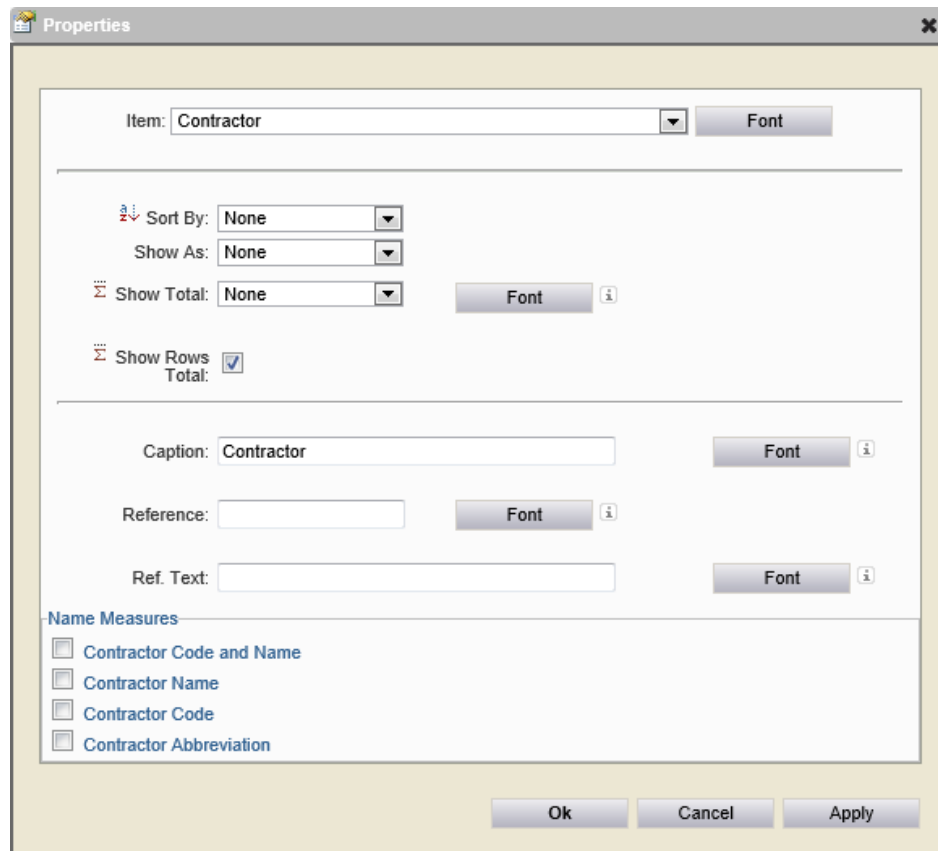 Properties
Item: Contractor Font
Sort By: None
Show As: None
Show Total: None Font
Show Rows
Total:
Caption: Contractor Font
Reference: Font
Ref. Text: Font
Name Measures
Contractor Code and Name
Contractor Name
Contractor Code
Contractor Abbreviation
Ok Cancel Apply